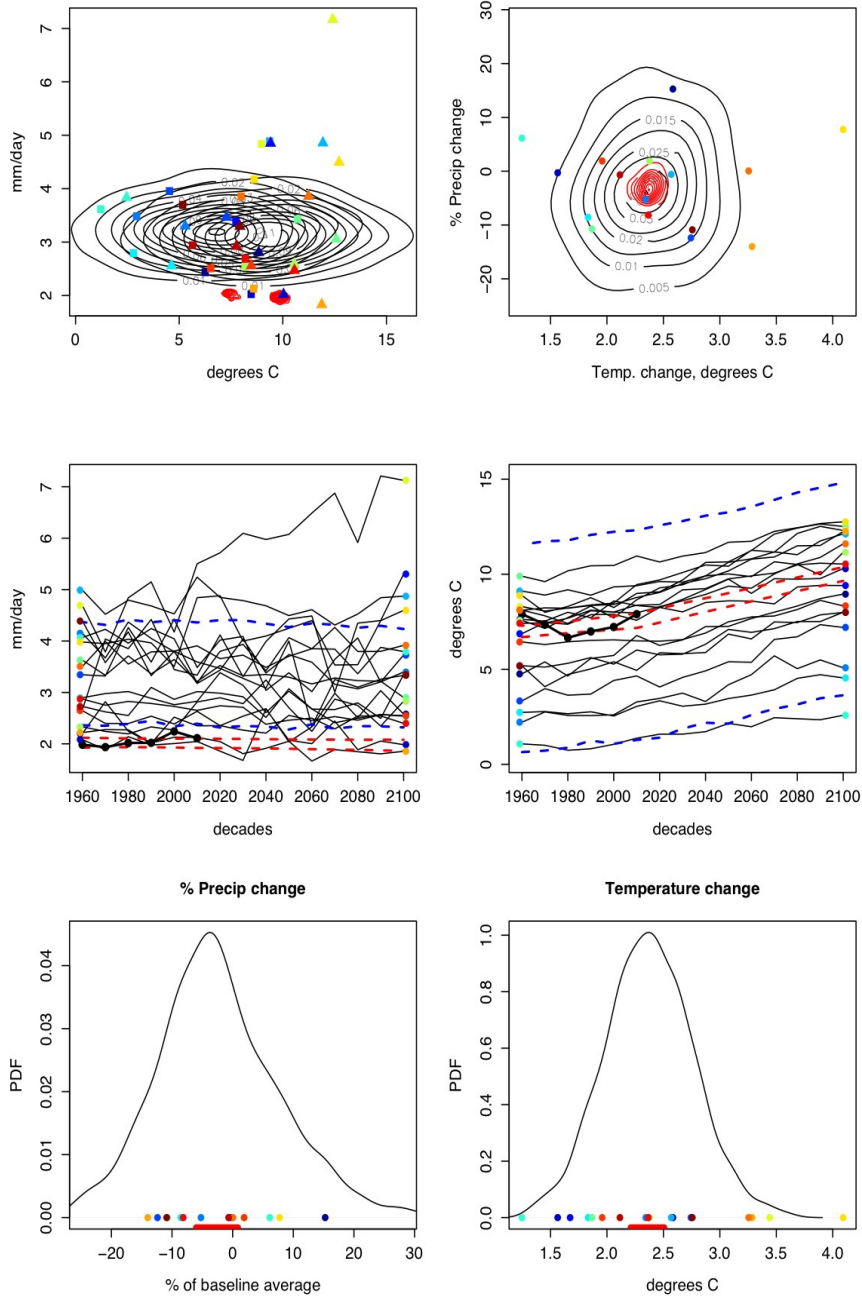 7
6
5
4
3
2
mm/day
0.02
0.02
0.01
0.01
0
5
10
15
degrees C
30
20
10
0
−10
−20
% Precip change
0.015
0.025
0.02
0.01
0.005
1.5 2.0 2.5 3.0 3.5 4.0
Temp. change, degrees C
7
6
5
4
3
2
mm/day
1960 1980 2000 2020 2040 2060 2080 2100
decades
15
10
5
0
degrees C
1960 1980 2000 2020 2040 2060 2080 2100
decades
% Precip change
0.04
0.03
0.02
0.01
0.00
PDF
−20 −10 0 10 20 30
% of baseline average
Temperature change
1.0
0.8
0.6
0.4
0.2
0.0
PDF
1.5 2.0 2.5 3.0 3.5 4.0
degrees C